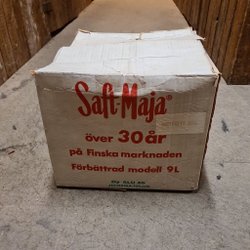 Saft-Maja®
över 30 år
på Finska marknaden
Förbättrad modell 9L